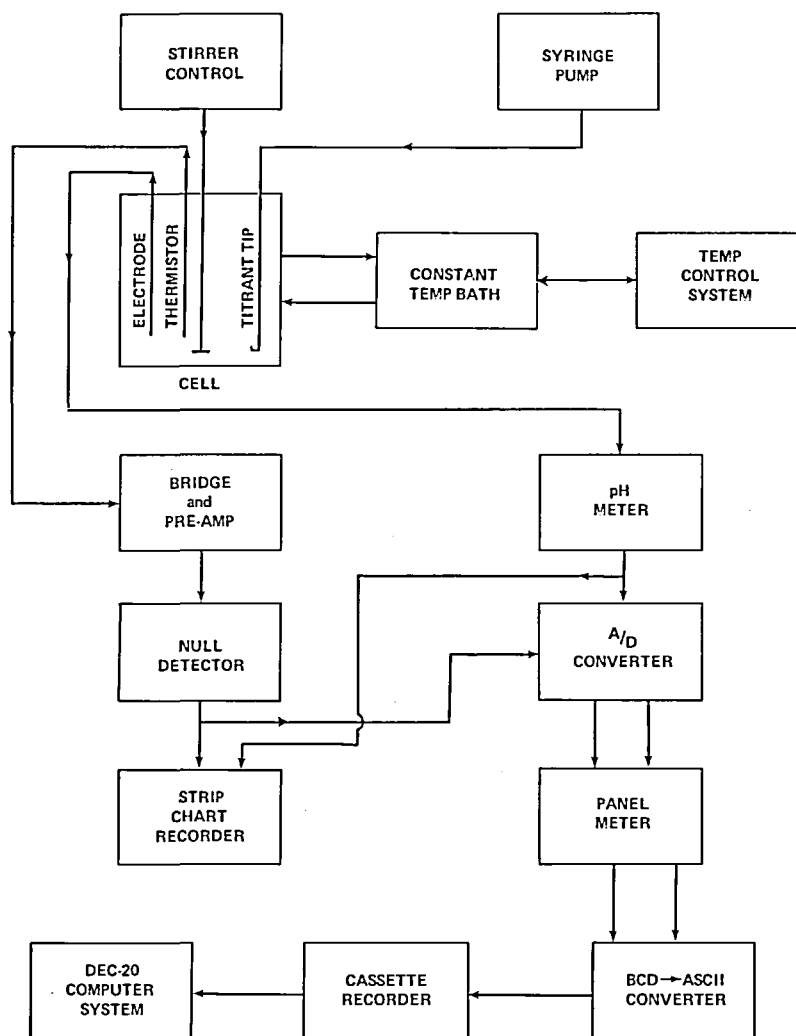 STIRRER
CONTROL
SYRINGE
PUMP
ELECTRODE
THERMISTOR
TITRANT TIP
CELL
CONSTANT
TEMP BATH
TEMP
CONTROL
SYSTEM
BRIDGE
and
PRE-AMP
pH
METER
NULL
DETECTOR
A/D
CONVERTER
STRIP
CHART
RECORDER
PANEL
METER
DEC-20
COMPUTER
SYSTEM
CASSETTE
RECORDER
BCD→ASCII
CONVERTER